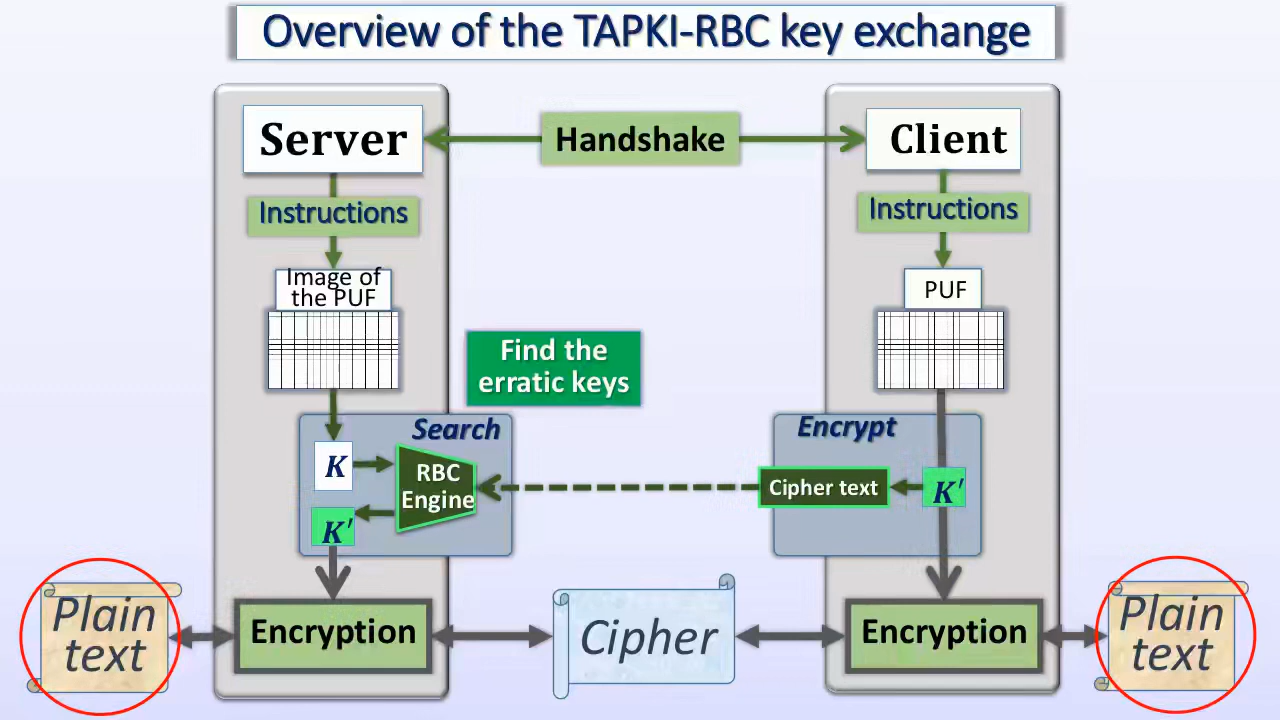 Overview of the TAPKI-RBC key exchange
Server
Handshake
Client
Instructions
Instructions
Image of
the PUF
PUF
Find the
erratic keys
Search
Encrypt
K
RBC
Engine
Cipher text
K'
K'
Plain
text
Encryption
Cipher
Encryption
Plain
text